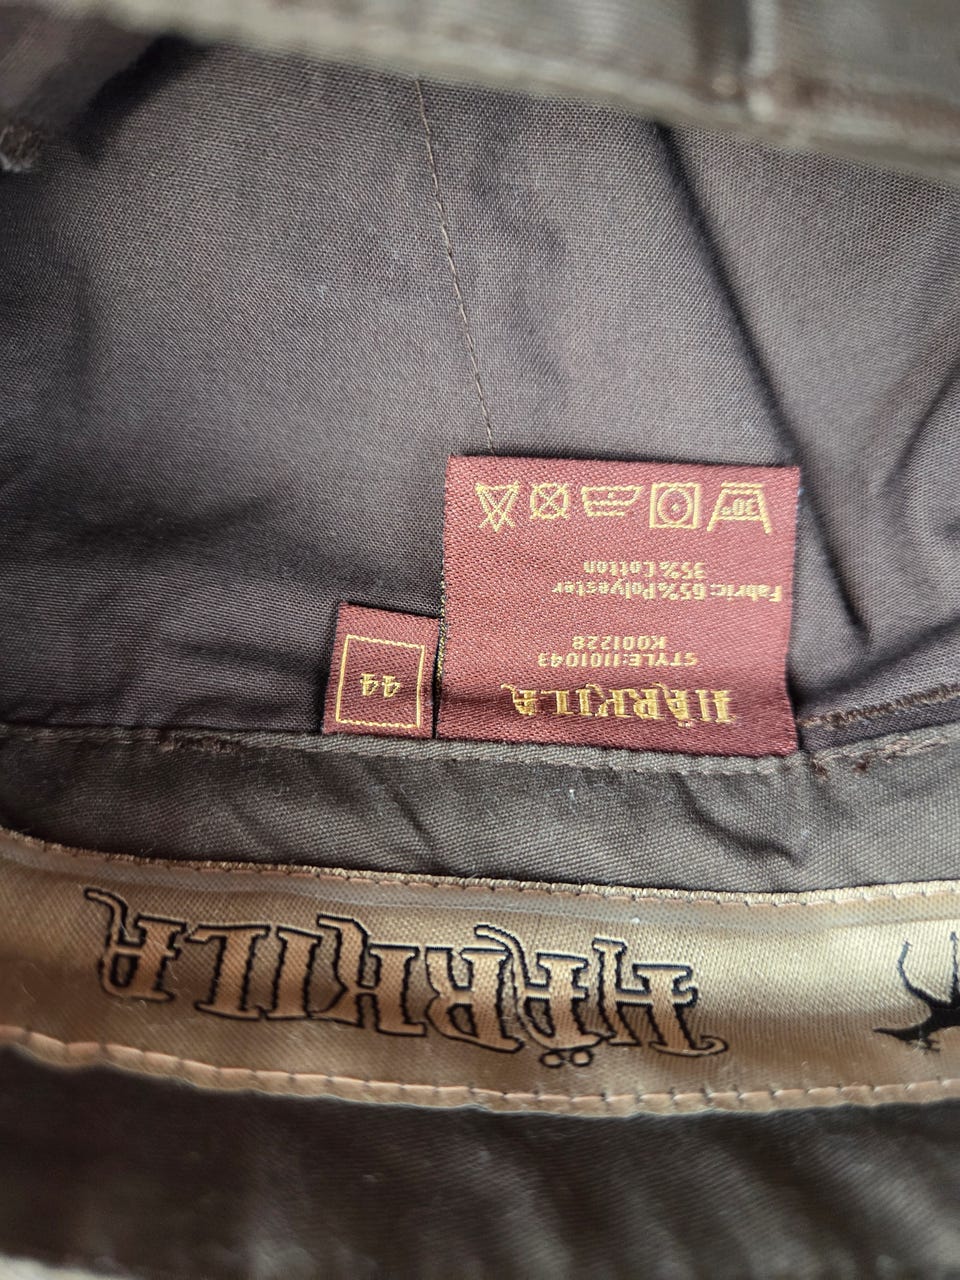 HÄRKILA
HÄRKILA
STYLE:1101043
K001228
Fabric: 65%Polyester
35% Cotton
30°
44